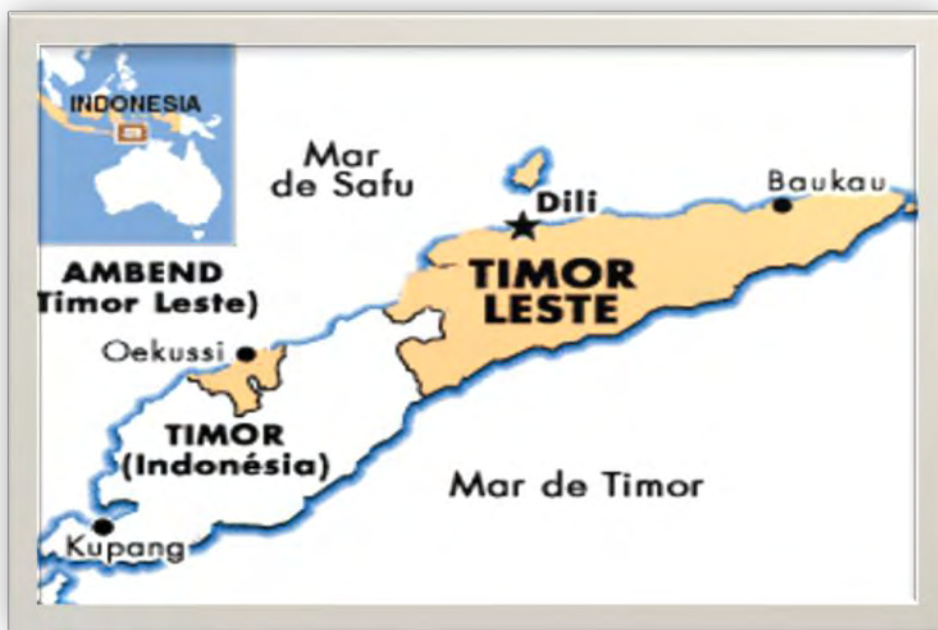 INDONESIA
Mar
de Safu
Baukau
Dili
AMBEND
Timor Leste)
TIMOR
LESTE
Oekussi
TIMOR
(Indonésia)
Mar de Timor
Kupang